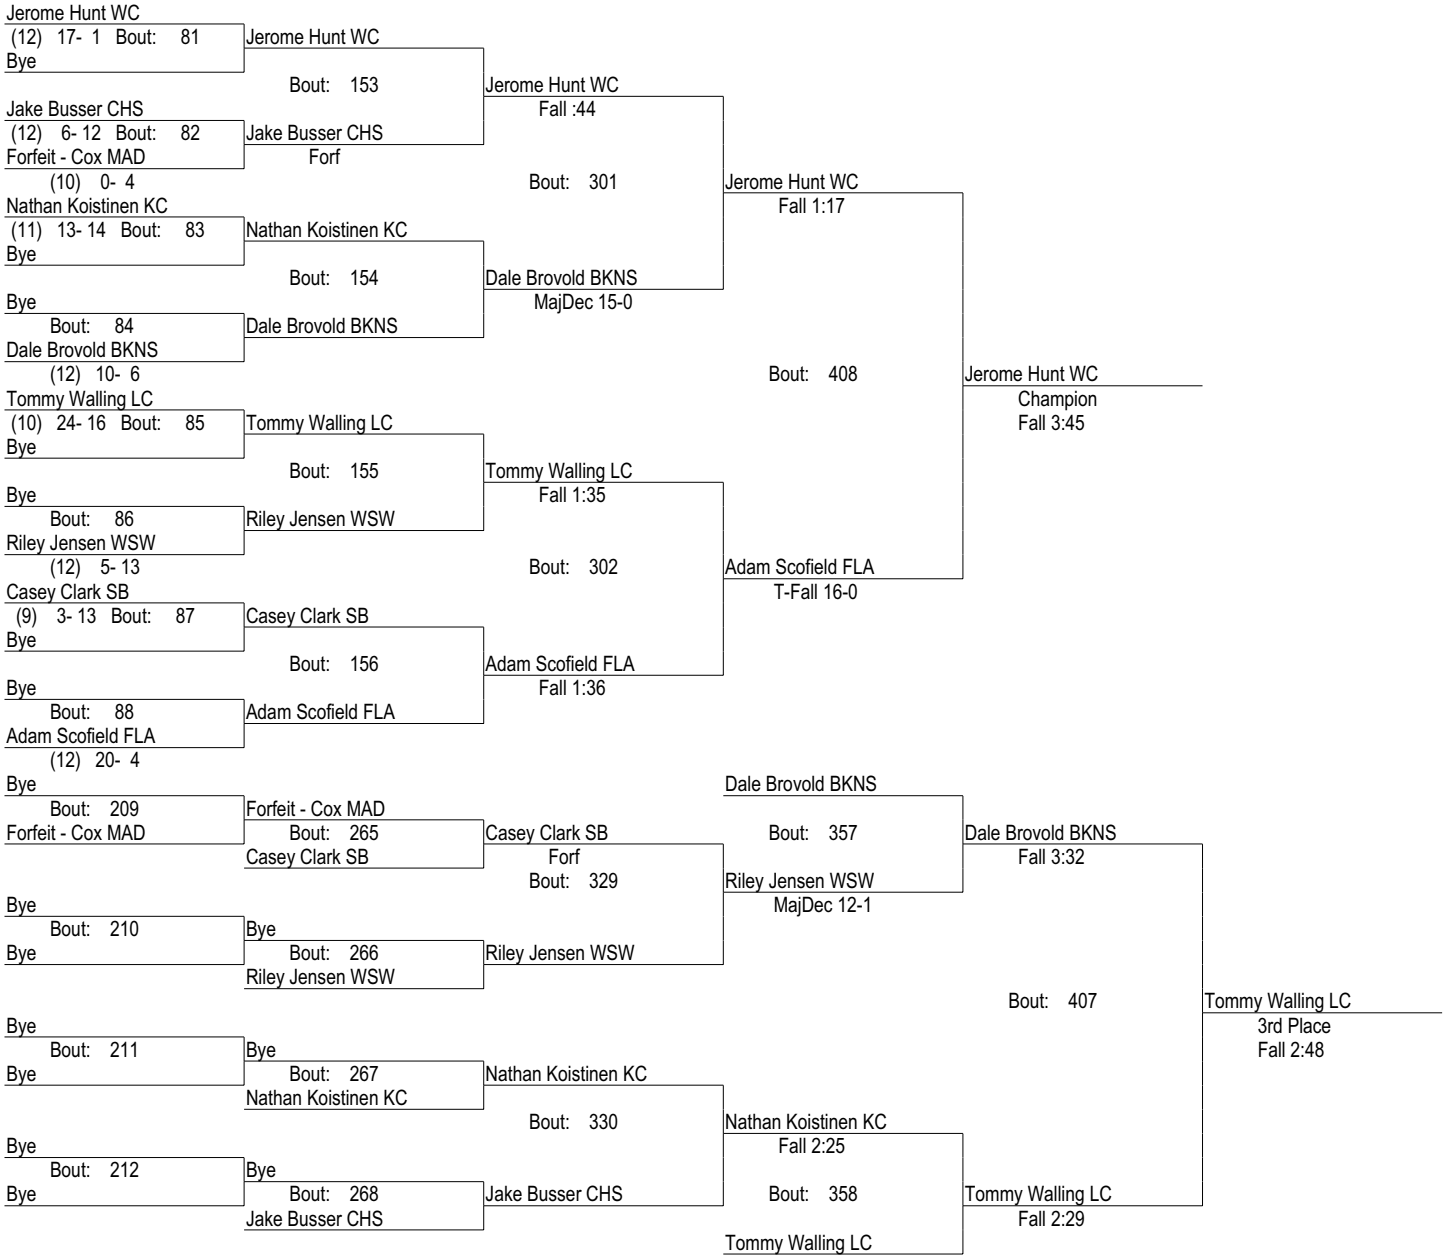 Jerome Hunt WC
(12) 17- 1 Bout: 81 Jerome Hunt WC
Bye
Bout: 153 Jerome Hunt WC
Jake Busser CHS Fall :44
(12) 6- 12 Bout: 82 Jake Busser CHS
Forfeit - Cox MAD Forf
(10) 0- 4 Bout: 301 Jerome Hunt WC
Nathan Koistinen KC Fall 1:17
(11) 13- 14 Bout: 83 Nathan Koistinen KC
Bye
Bout: 154 Dale Brovold BKNS
Bye MajDec 15-0
Bout: 84 Dale Brovold BKNS
Dale Brovold BKNS
(12) 10- 6 Bout: 408 Jerome Hunt WC
Tommy Walling LC Champion
(10) 24- 16 Bout: 85 Tommy Walling LC Fall 3:45
Bye
Bout: 155 Tommy Walling LC
Bye Fall 1:35
Bout: 86 Riley Jensen WSW
Riley Jensen WSW
(12) 5- 13 Bout: 302 Adam Scofield FLA
Casey Clark SB T-Fall 16-0
(9) 3- 13 Bout: 87 Casey Clark SB
Bye
Bout: 156 Adam Scofield FLA
Bye Fall 1:36
Bout: 88 Adam Scofield FLA
Adam Scofield FLA
(12) 20- 4
Bye Dale Brovold BKNS
Bout: 209 Forfeit - Cox MAD
Forfeit - Cox MAD Bout: 265 Casey Clark SB Bout: 357 Dale Brovold BKNS
Casey Clark SB Forf Fall 3:32
Bout: 329 Riley Jensen WSW
Bye MajDec 12-1
Bout: 210 Bye
Bye Bout: 266 Riley Jensen WSW
Riley Jensen WSW
Bout: 407 Tommy Walling LC
Bye 3rd Place
Bout: 211 Bye Fall 2:48
Bye Bout: 267 Nathan Koistinen KC
Nathan Koistinen KC
Bout: 330 Nathan Koistinen KC
Bye Fall 2:25
Bout: 212 Bye
Bye Bout: 268 Jake Busser CHS Bout: 358 Tommy Walling LC
Jake Busser CHS Fall 2:29
Tommy Walling LC